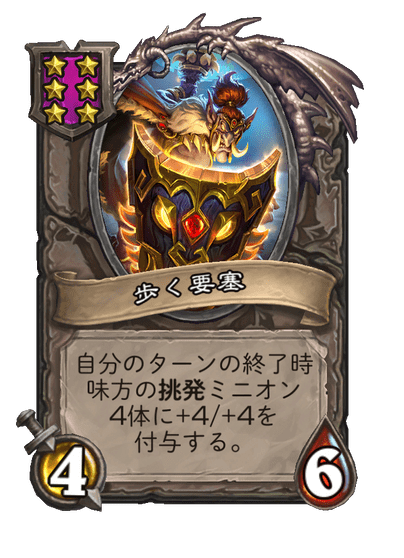 歩く要塞
自分のターンの終了時
味方の挑発ミニオン
4体に+4/+4を
付与する。
4
6